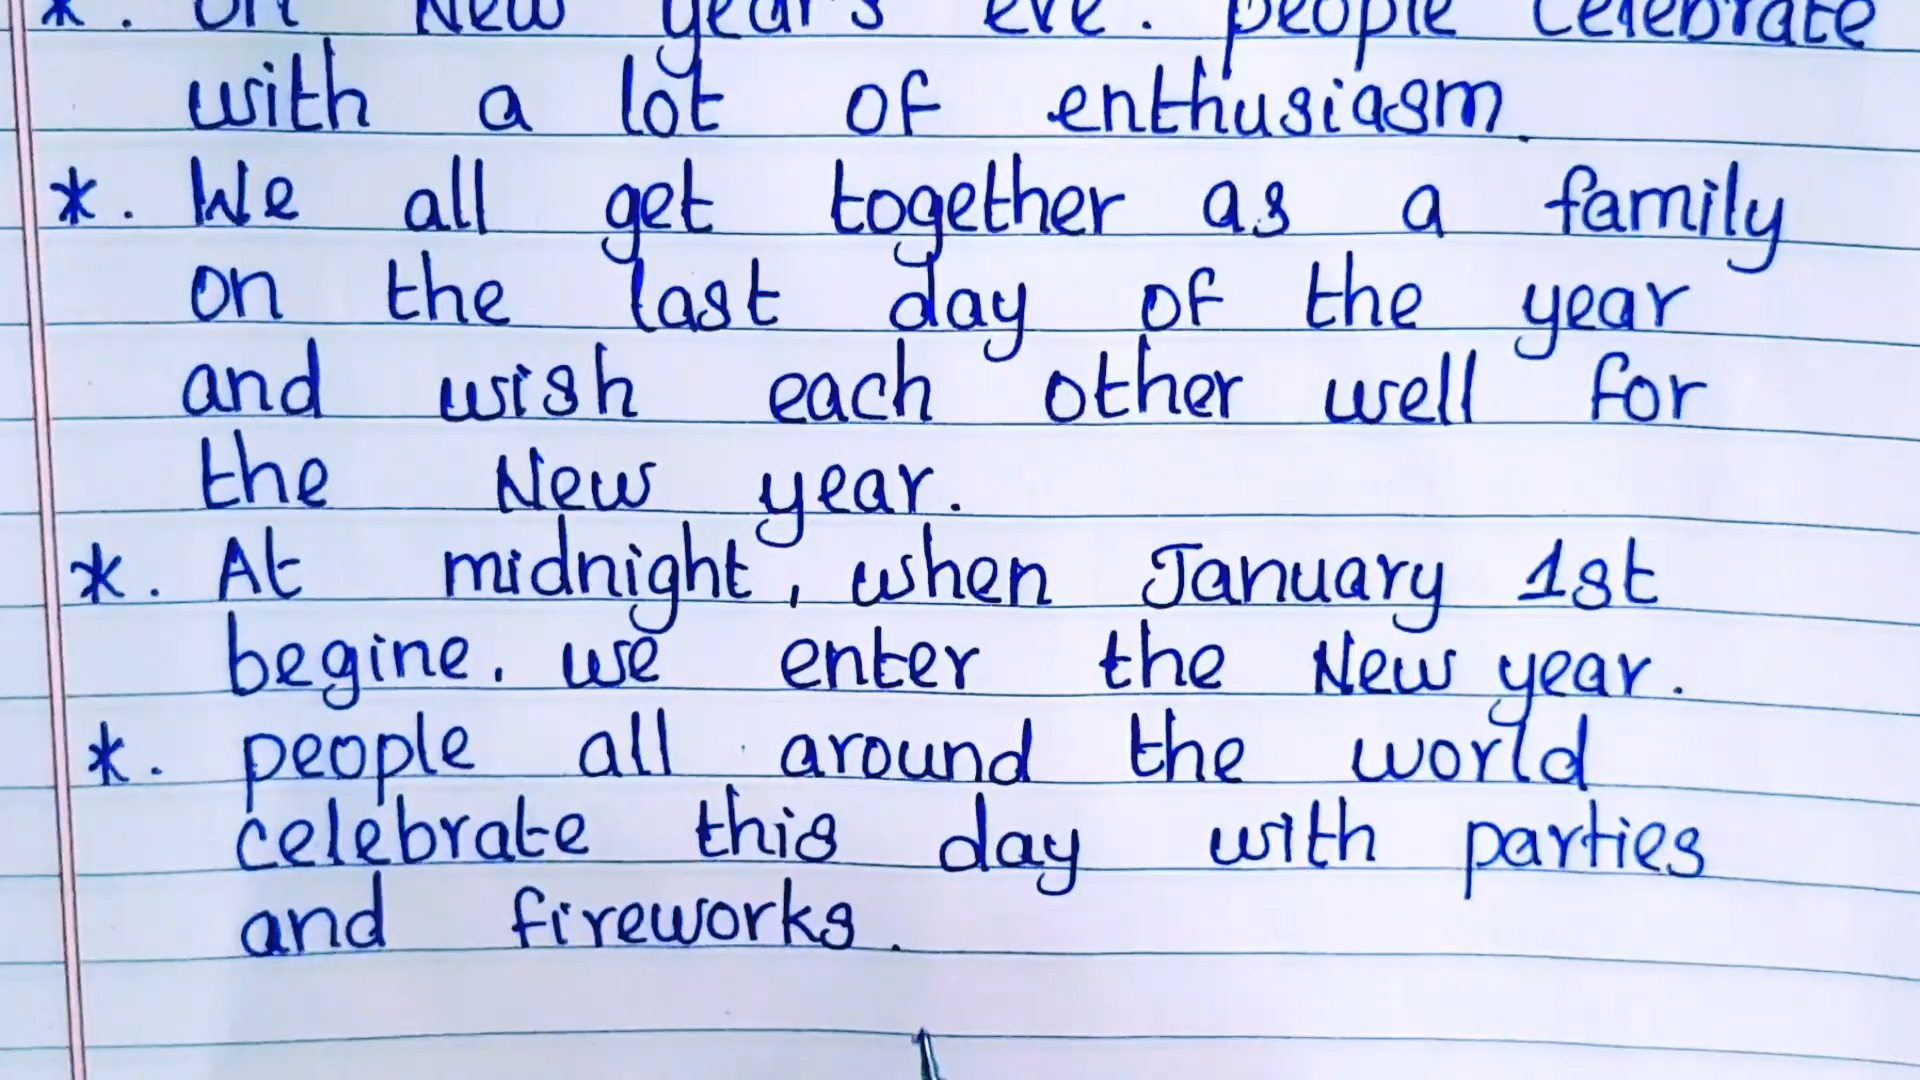 *. On New year's eve. people celebrate
with a lot of enthusiasm.
*. We all get together as a family
on the last day of the year
and wish each other well for
the New year.
*. At midnight, when January 1st
begine. we enter the New year.
*. people all around the world
celebrate this day with parties
and fireworks.